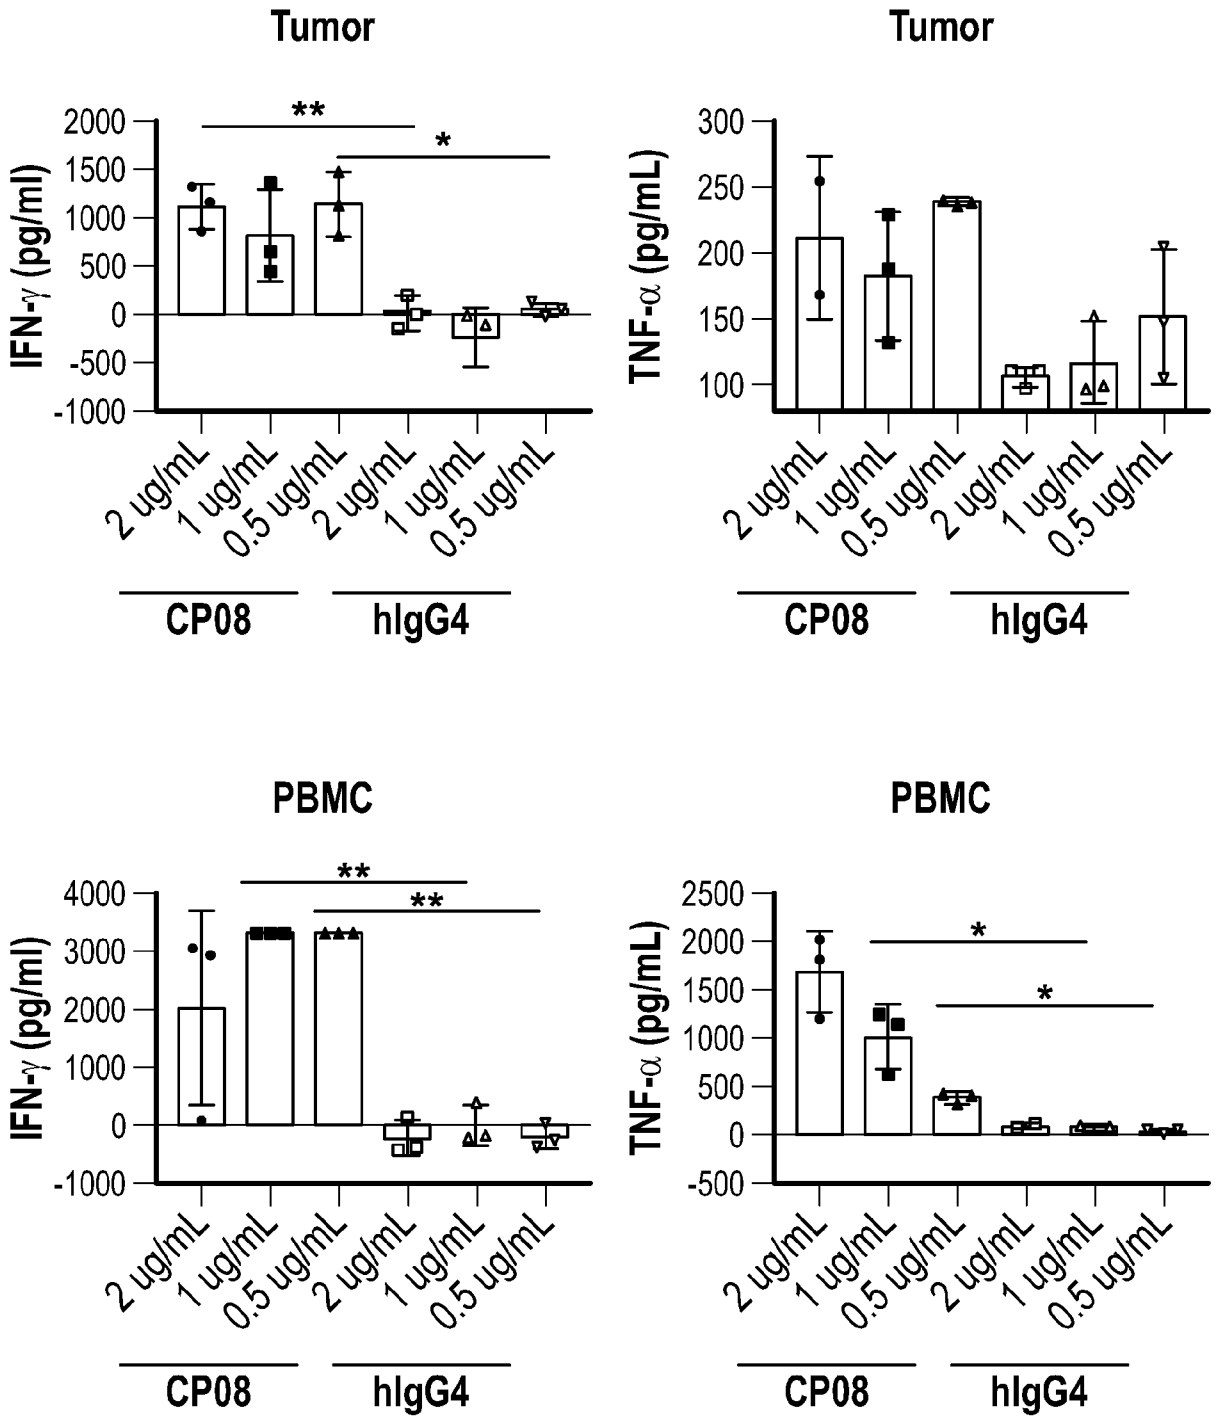 Tumor
**
*
2000
1500
1000
500
0
-500
-1000
IFN-γ (pg/ml)
2 ug/mL
1 ug/mL
0.5 ug/mL
2 ug/mL
1 ug/mL
0.5 ug/mL
CP08
hIgG4
Tumor
300
250
200
150
100
TNF-α (pg/mL)
2 ug/mL
1 ug/mL
0.5 ug/mL
2 ug/mL
1 ug/mL
0.5 ug/mL
CP08
hIgG4
PBMC
**
**
4000
3000
2000
1000
0
-1000
IFN-γ (pg/ml)
2 ug/mL
1 ug/mL
0.5 ug/mL
2 ug/mL
1 ug/mL
0.5 ug/mL
CP08
hIgG4
PBMC
*
*
2500
2000
1500
1000
500
0
-500
TNF-α (pg/mL)
2 ug/mL
1 ug/mL
0.5 ug/mL
2 ug/mL
1 ug/mL
0.5 ug/mL
CP08
hIgG4